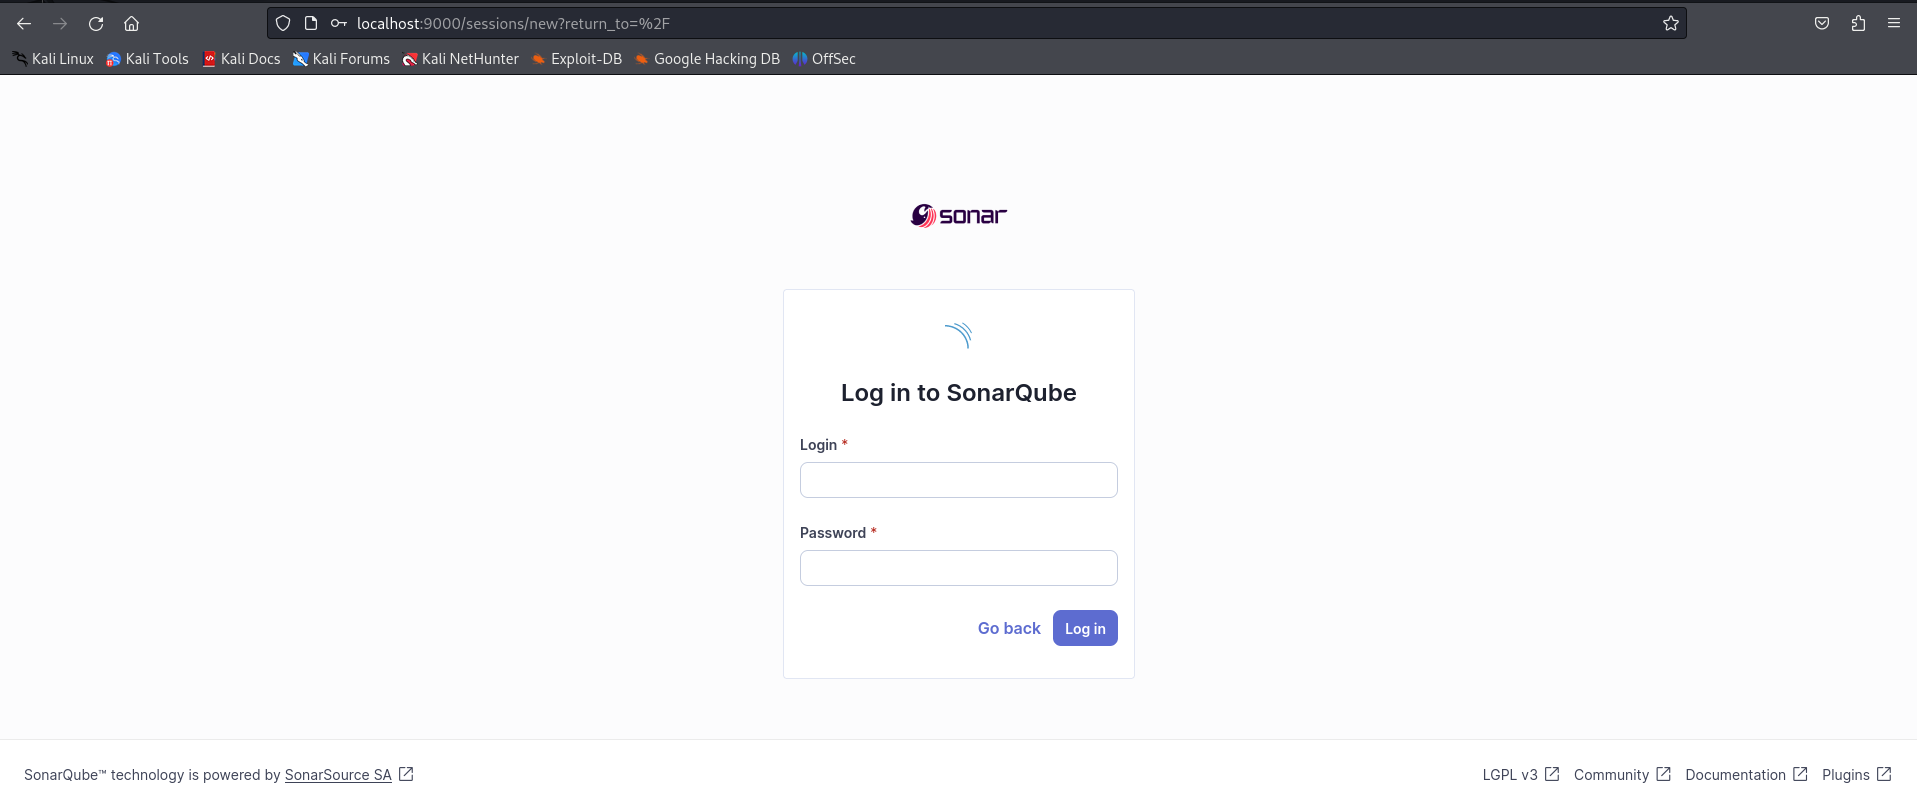 localhost:9000/sessions/new?return_to=%2F
Kali Linux Kali Tools Kali Docs Kali Forums Kali NetHunter Exploit-DB Google Hacking DB OffSec
sonar
Log in to SonarQube
Login *
Password *
Go back Log in
SonarQube™ technology is powered by SonarSource SA LGPL v3 Community Documentation Plugins